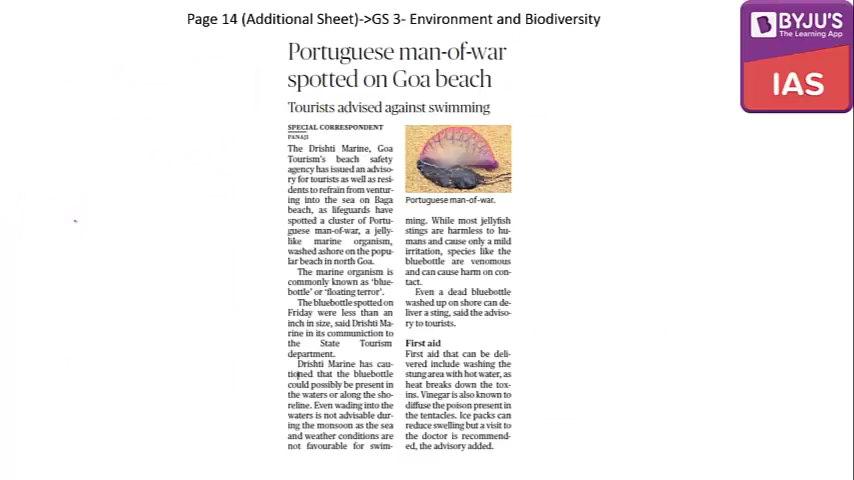 Page 14 (Additional Sheet)->GS 3- Environment and Biodiversity
BYJU'S
The Learning App
IAS
Portuguese man-of-war
spotted on Goa beach
Tourists advised against swimming
SPECIAL CORRESPONDENT
PANAJI
The Drishti Marine, Goa
Tourism's beach safety
agency has issued an adviso-
ry for tourists as well as resi-
dents to refrain from ventur-
ing into the sea on Baga
beach, as lifeguards have
spotted a cluster of Portu-
guese man-of-war, a jelly-
like marine organism,
washed ashore on the popu-
lar beach in north Goa.
The marine organism is
commonly known as 'blue-
bottle' or 'floating terror'.
The bluebottle spotted on
Friday were less than an
inch in size, said Drishti Ma-
rine in its communiction to
the State Tourism
department.
Drishti Marine has cau-
tioned that the bluebottle
could possibly be present in
the waters or along the sho-
reline. Even wading into the
waters is not advisable dur-
ing the monsoon as the sea
and weather conditions are
not favourable for swim-
Portuguese man-of-war.
ming. While most jellyfish
stings are harmless to hu-
mans and cause only a mild
irritation, species like the
bluebottle are venomous
and can cause harm on con-
tact.
Even a dead bluebottle
washed up on shore can de-
liver a sting, said the adviso-
ry to tourists.
First aid
First aid that can be deli-
vered include washing the
stung area with hot water, as
heat breaks down the tox-
ins. Vinegar is also known to
diffuse the poison present in
the tentacles. Ice packs can
reduce swelling but a visit to
the doctor is recommend-
ed, the advisory added.